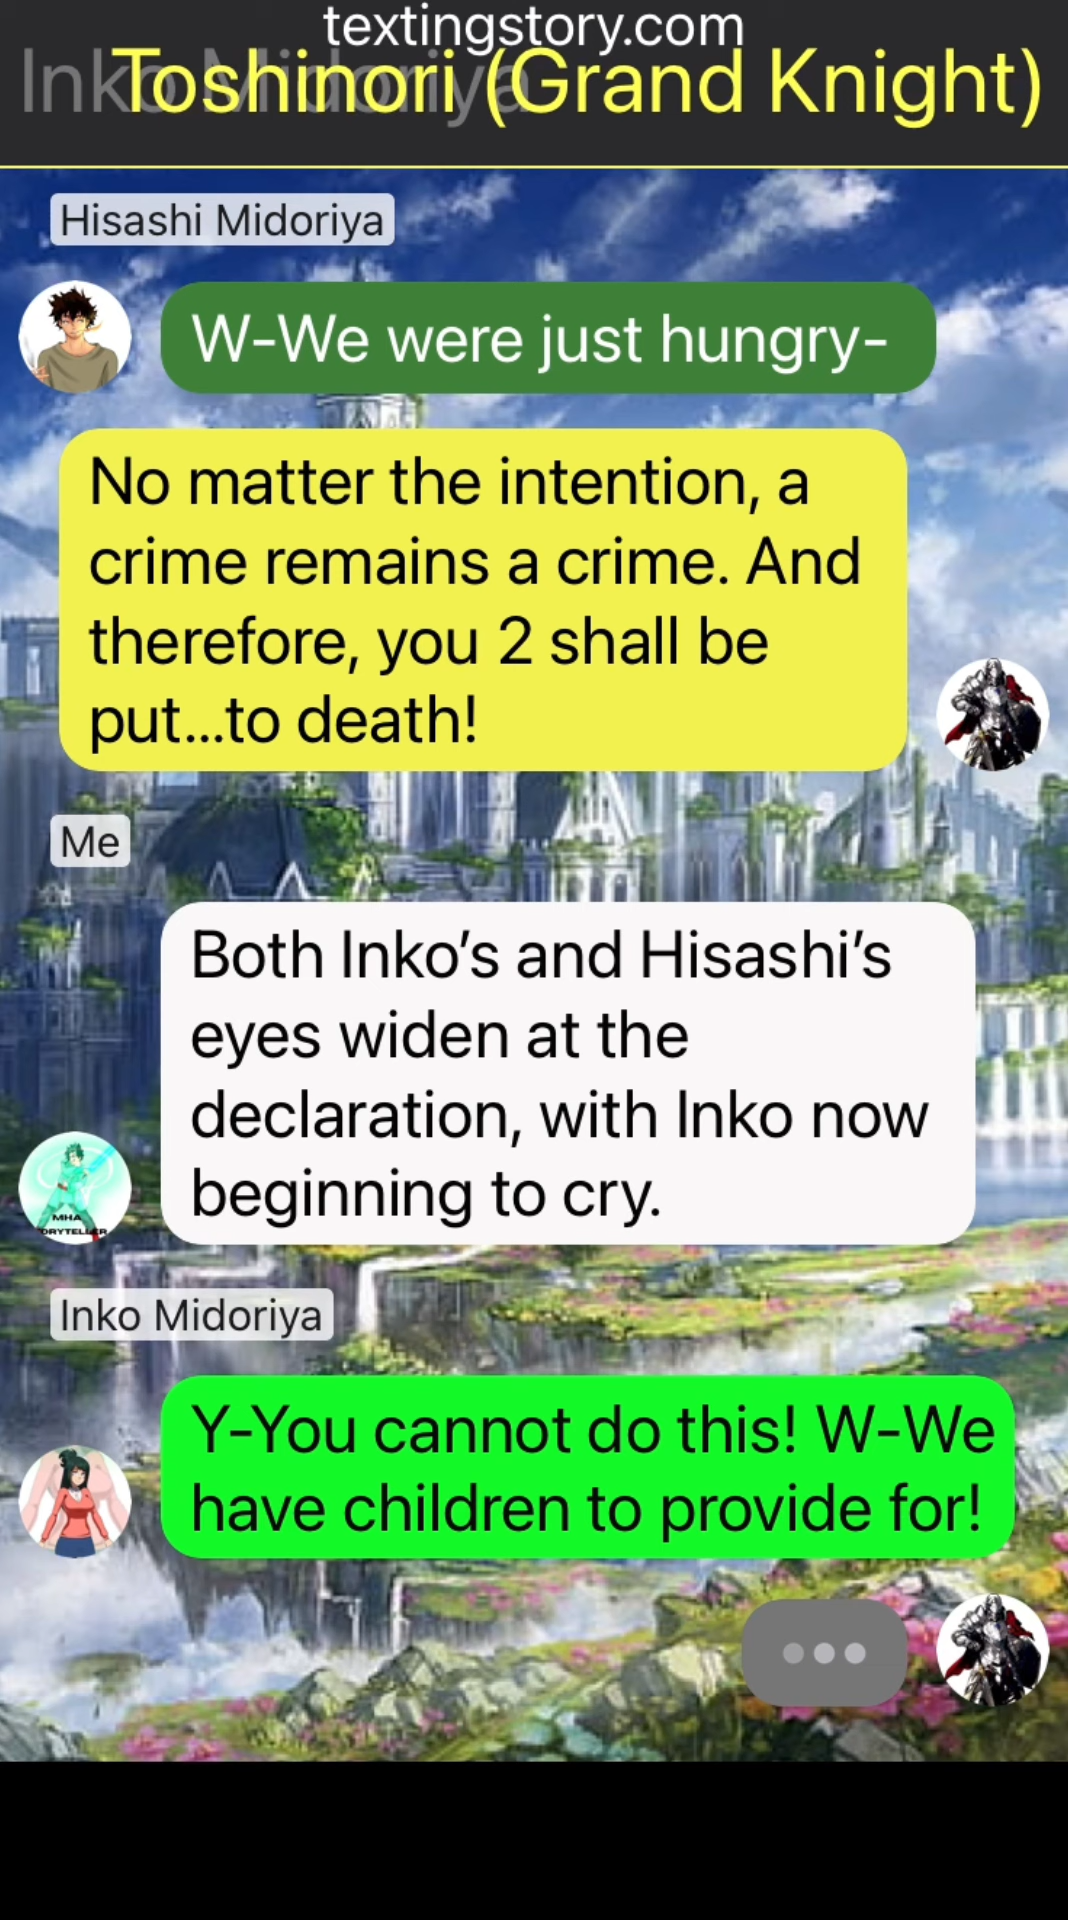 textingstory.com
Inko Midoriya
Toshinori (Grand Knight)
Hisashi Midoriya
W-We were just hungry-
No matter the intention, a
crime remains a crime. And
therefore, you 2 shall be
put...to death!
Me
Both Inko’s and Hisashi’s
eyes widen at the
declaration, with Inko now
beginning to cry.
MHA
Inko Midoriya
Y-You cannot do this! W-We
have children to provide for!